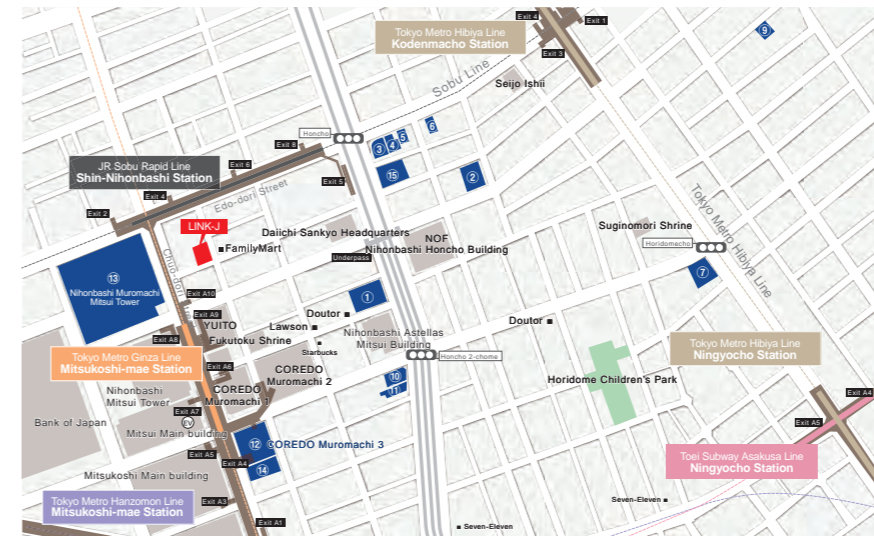 Tokyo Metro Hibiya Line
Kodenmacho Station
Exit 4
Exit 1
Exit 3
⑨
Sobu Line
Seijo Ishii
Honcho
Exit 8
③
④
⑤
⑥
⑮
②
JR Sobu Rapid Line
Shin-Nihonbashi Station
Exit 6
Exit 5
Exit 4
Exit 2
Edo-dori Street
LINK-J
FamilyMart
Daiichi Sankyo Headquarters
Underpass
NOF
Nihonbashi Honcho Building
Suginomori Shrine
Horidomecho
Tokyo Metro Hibiya Line
⑦
⑬
Nihonbashi Muromachi
Mitsui Tower
Chuo-dori
Exit A10
Exit A9
YUITO
Exit A8
Fukutoku Shrine
Lawson
Doutor
①
Starbucks
Nihonbashi Astellas
Mitsui Building
Honcho 2-chome
Doutor
Tokyo Metro Ginza Line
Mitsukoshi-mae Station
Exit A6
COREDO
Muromachi 2
COREDO
Muromachi 1
⑩
⑪
Horidome Children's Park
Tokyo Metro Hibiya Line
Ningyocho Station
Nihonbashi
Mitsui Tower
Exit A7
EV
Bank of Japan
Mitsui Main building
⑫
COREDO Muromachi 3
Exit A5
Exit A4
⑭
Mitsukoshi Main building
Exit A4
Exit A5
Toei Subway Asakusa Line
Ningyocho Station
Tokyo Metro Hanzomon Line
Mitsukoshi-mae Station
Exit A3
Exit A1
Seven-Eleven
Seven-Eleven